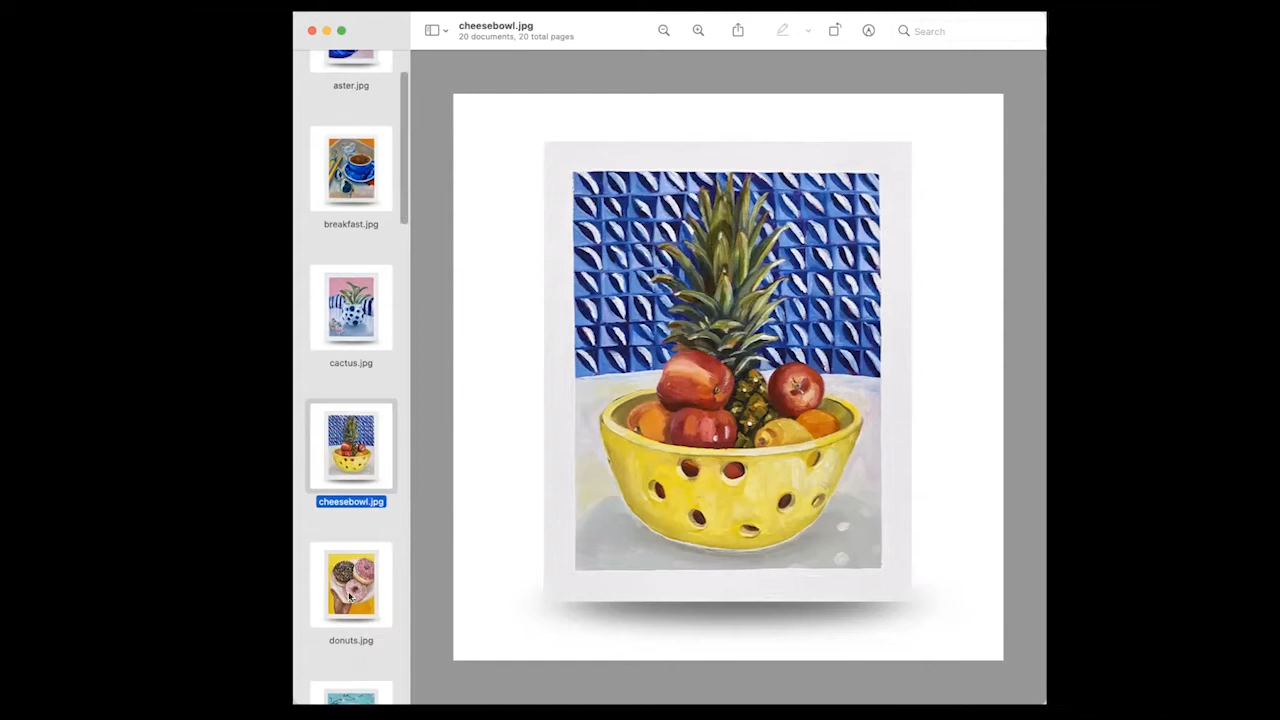 cheesebowl.jpg
20 documents, 20 total pages
Search
aster.jpg
breakfast.jpg
cactus.jpg
cheesebowl.jpg
donuts.jpg